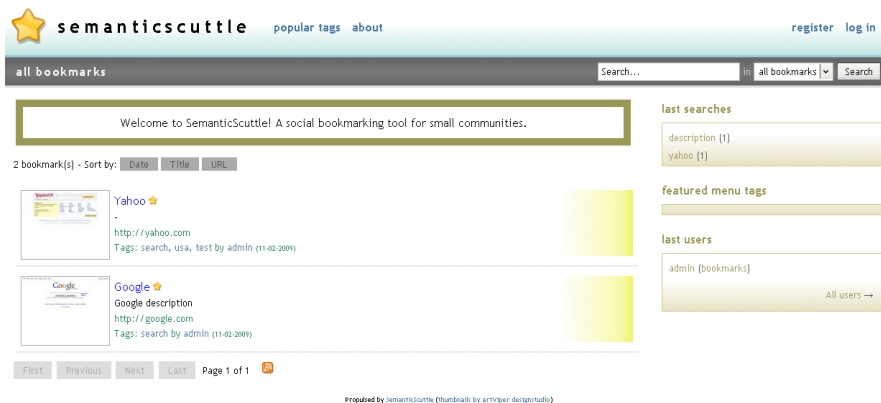 semanticscuttle popular tags about register log in
all bookmarks Search... in all bookmarks Search
Welcome to SemanticScuttle! A social bookmarking tool for small communities.
2 bookmark(s) - Sort by: Date Title URL
Yahoo
-
http://yahoo.com
Tags: search, usa, test by admin (11-02-2009)
Google
Google description
http://google.com
Tags: search by admin (11-02-2009)
First Previous Next Last Page 1 of 1
last searches
description (1)
yahoo (1)
featured menu tags
last users
admin (bookmarks)
All users →
Propulsed by SemanticScuttle (thumbnails by artViper designstudio)